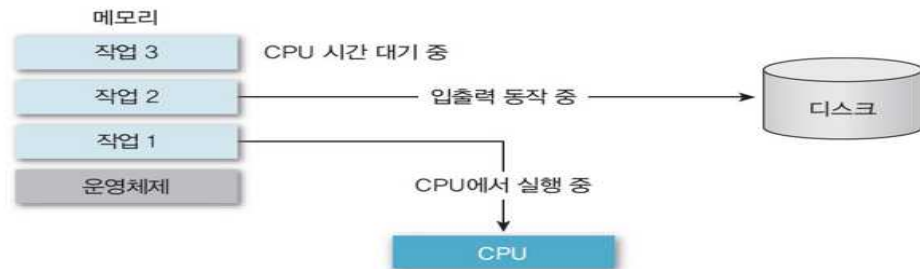 메모리
작업 3
CPU 시간 대기 중
작업 2
입출력 동작 중
디스크
작업 1
운영체제
CPU에서 실행 중
CPU